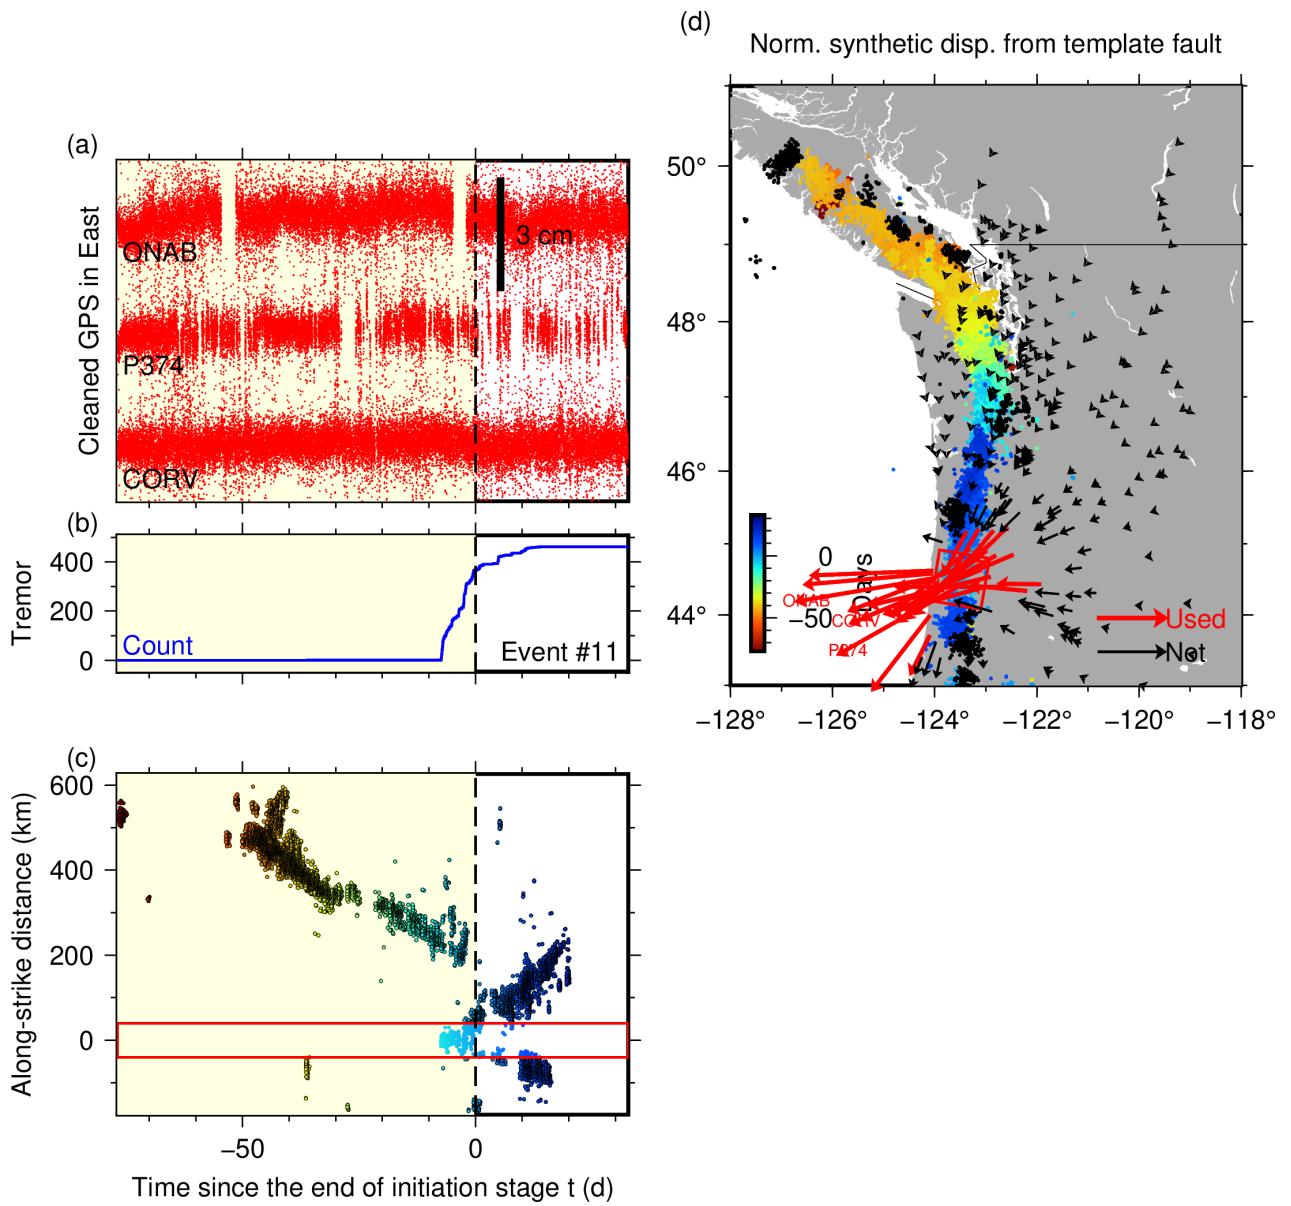 (a)
Cleaned GPS in East
ONAB
P374
CORV
3 cm
(b)
Tremor
400
200
0
Count
Event #11
(c)
Along-strike distance (km)
600
400
200
0
−50
0
Time since the end of initiation stage t (d)
(d)
Norm. synthetic disp. from template fault
50°
48°
46°
44°
−128°
−126°
−124°
−122°
−120°
−118°
0
−50
Days
ONAB
CORV
P374
Used
Not